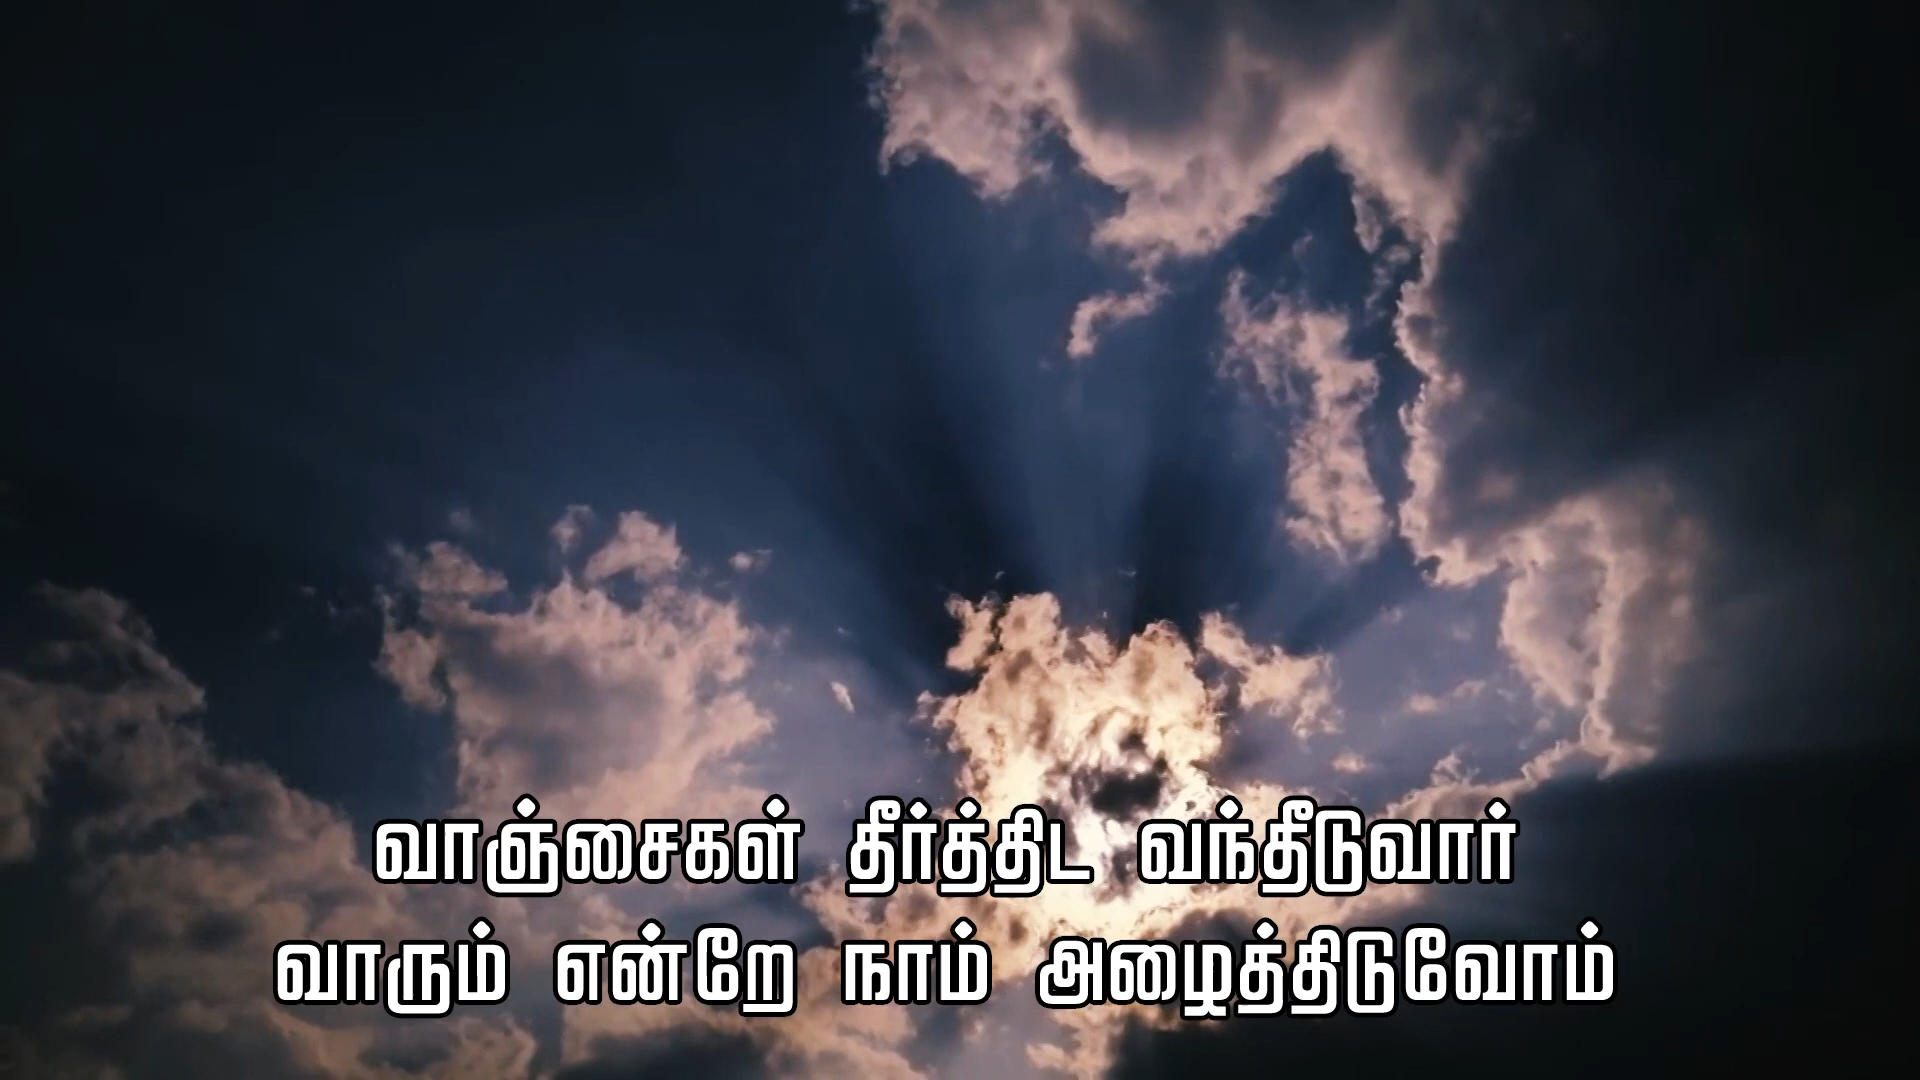 வாஞ்சைகள் தீர்த்திட வந்தீடுவார்
வாரும் என்றே நாம் அழைத்திடுவோம்